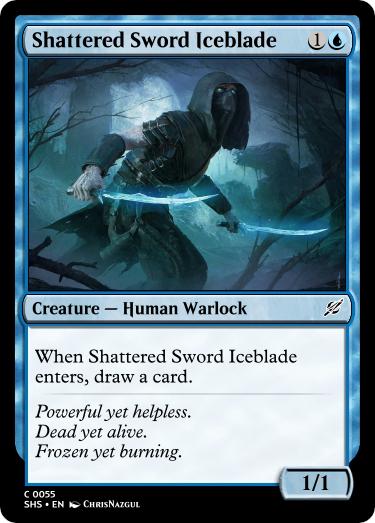 Shattered Sword Iceblade 1
Creature — Human Warlock
When Shattered Sword Iceblade
enters, draw a card.
Powerful yet helpless.
Dead yet alive.
Frozen yet burning.
1/1
C 0055
SHS • EN ChrisNazgul